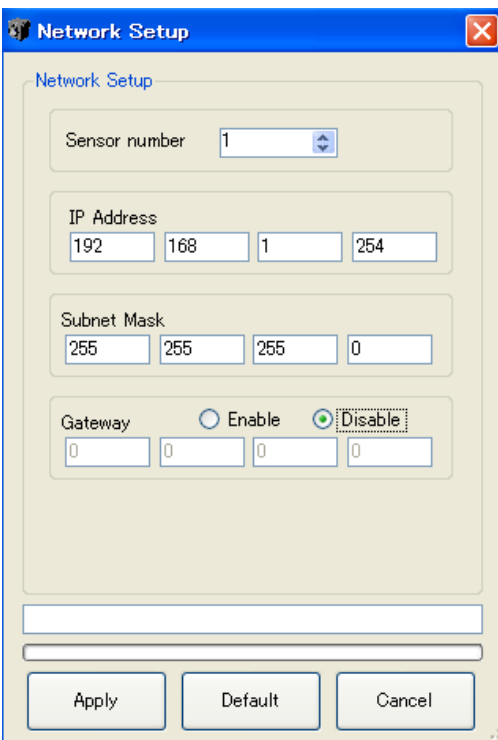 Network Setup
Network Setup
Sensor number 1
IP Address
192 168 1 254
Subnet Mask
255 255 255 0
Gateway Enable Disable
0 0 0 0
Apply Default Cancel